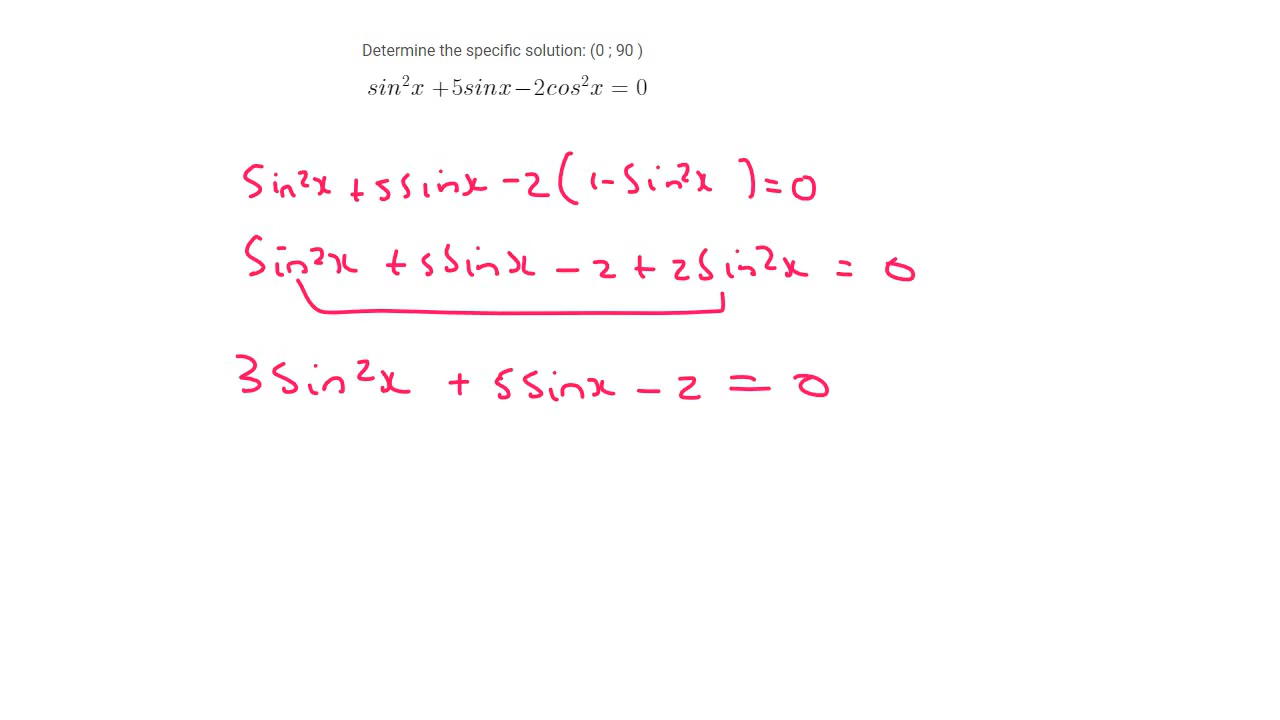 Determine the specific solution: (0 ; 90 )
sin²x +5sinx−2cos²x = 0
Sin²x + 5Sinx − 2(1−Sin²x ) = 0
Sin²x + 5Sinx − 2 + 2Sin²x = 0
3Sin²x + 5Sinx − 2 = 0